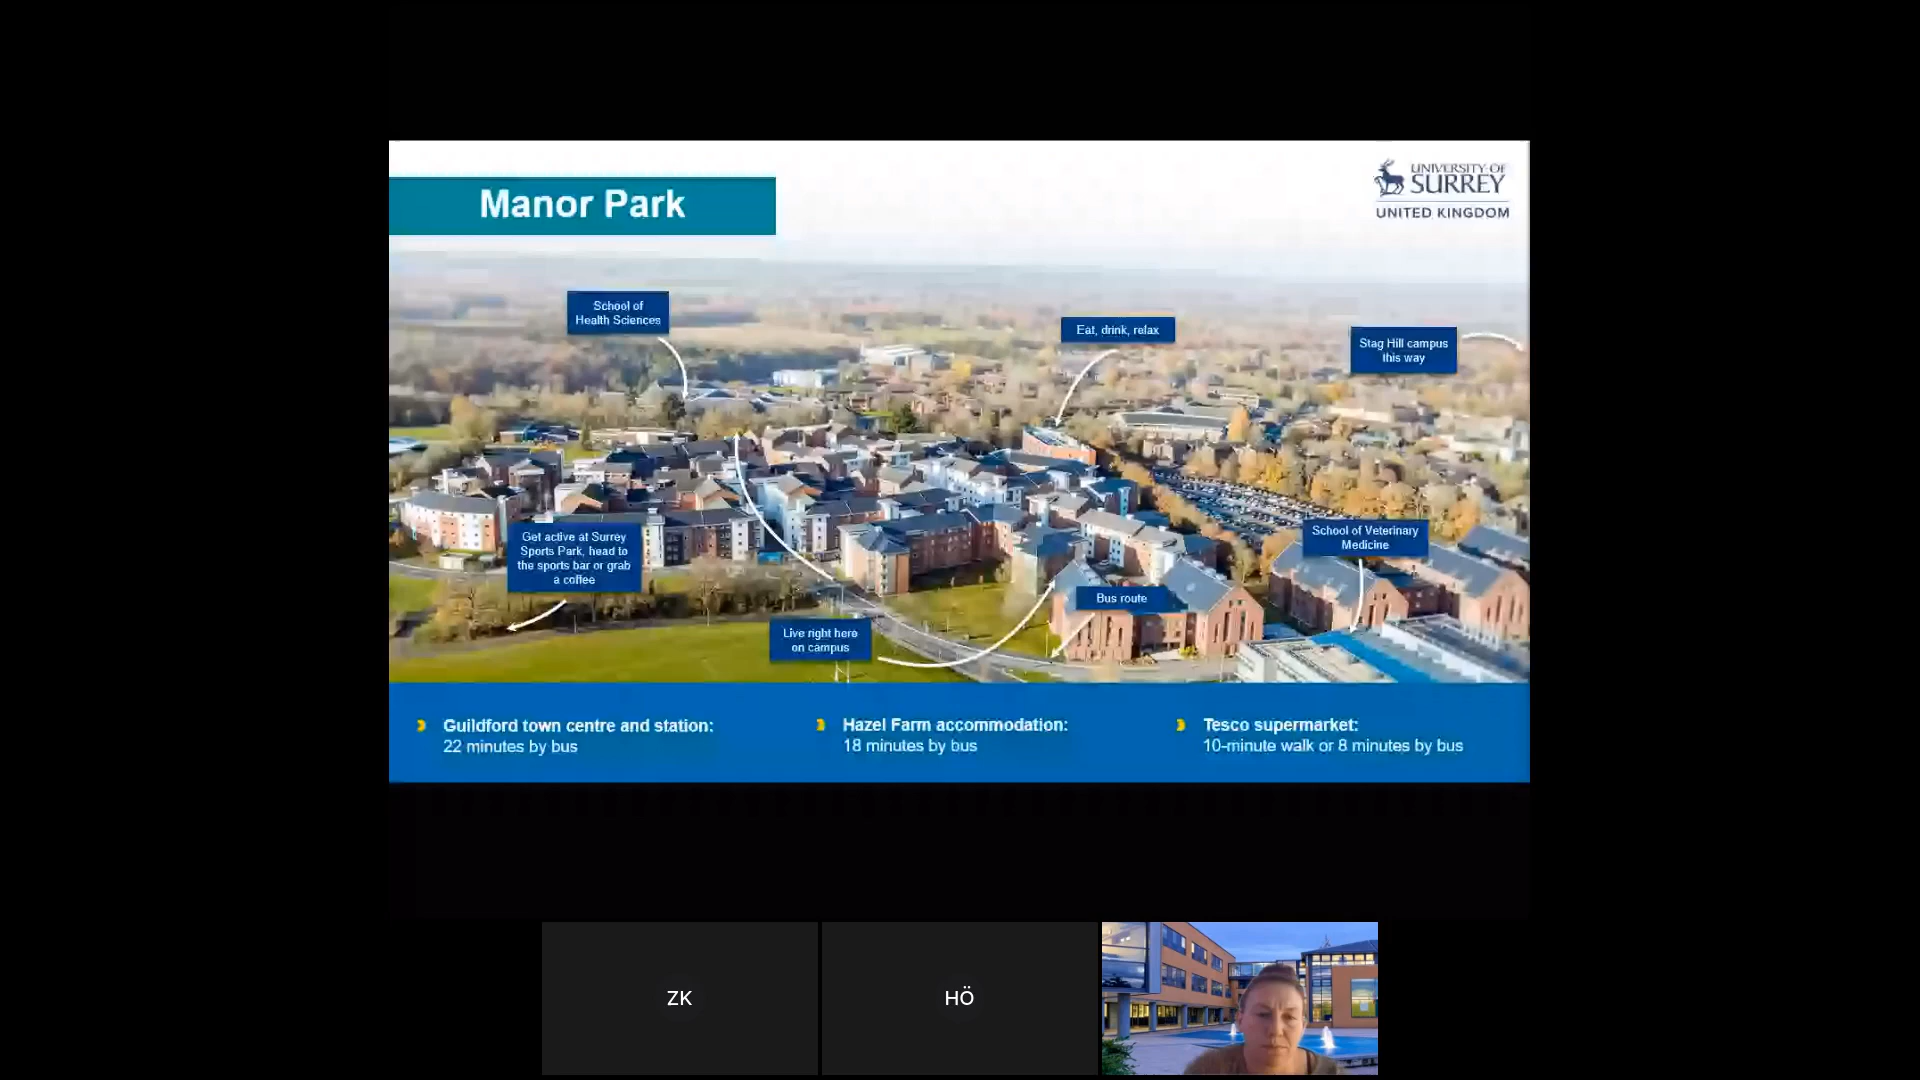 Manor Park
UNIVERSITY OF
SURREY
UNITED KINGDOM
School of
Health Sciences
Eat, drink, relax
Stag Hill campus
this way
Get active at Surrey
Sports Park, head to
the sports bar or grab
a coffee
School of Veterinary
Medicine
Bus route
Live right here
on campus
Guildford town centre and station:
22 minutes by bus
Hazel Farm accommodation:
18 minutes by bus
Tesco supermarket:
10-minute walk or 8 minutes by bus
ZK
HÖ